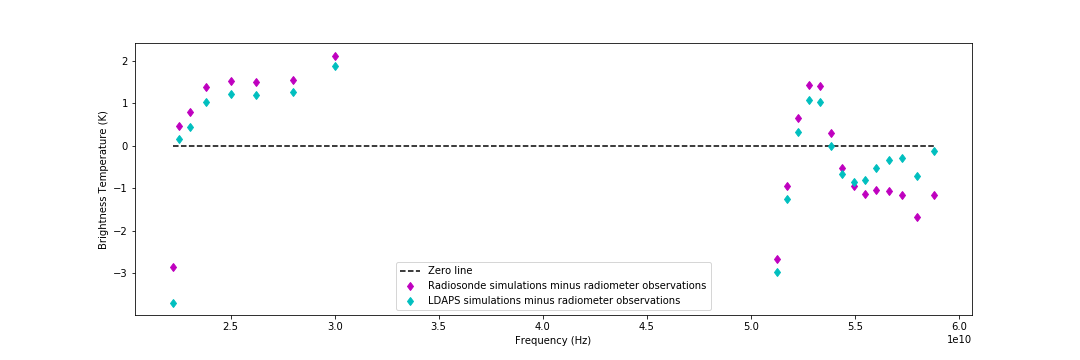 2
1
0
−1
−2
−3
Brightness Temperature (K)
Zero line
Radiosonde simulations minus radiometer observations
LDAPS simulations minus radiometer observations
2.5 3.0 3.5 4.0 4.5 5.0 5.5 6.0
1e10
Frequency (Hz)